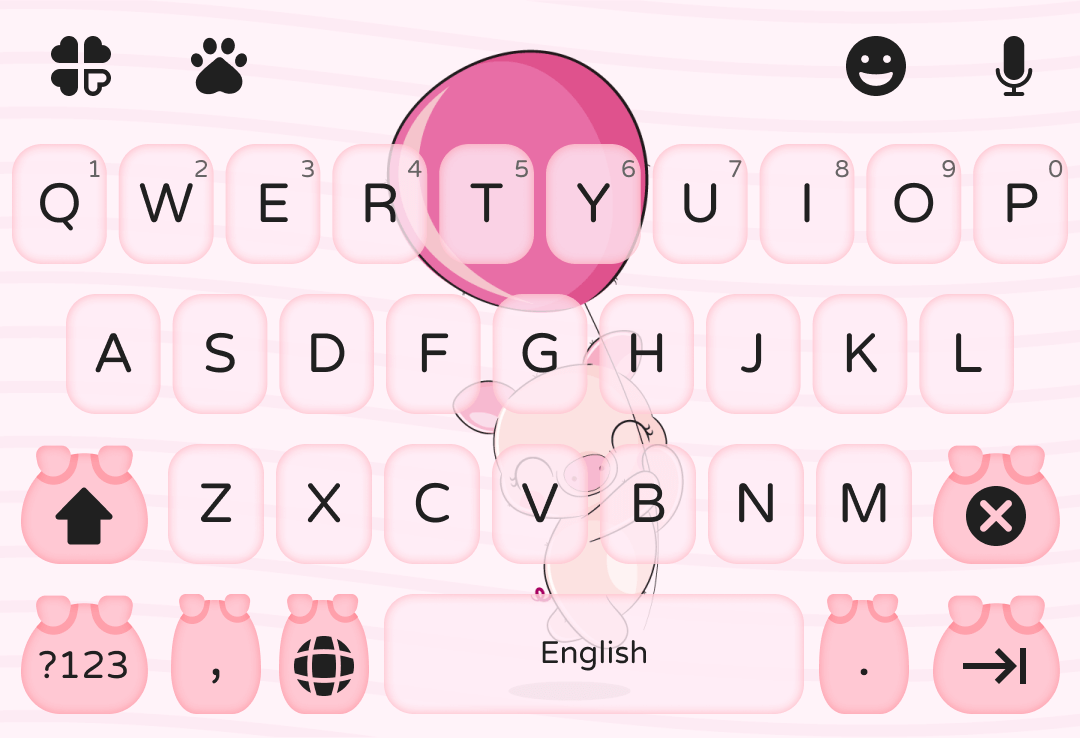 1 2 3 4 5 6 7 8 9 0
Q W E R T Y U I O P
A S D F G H J K L
Z X C V B N M
?123 , English .